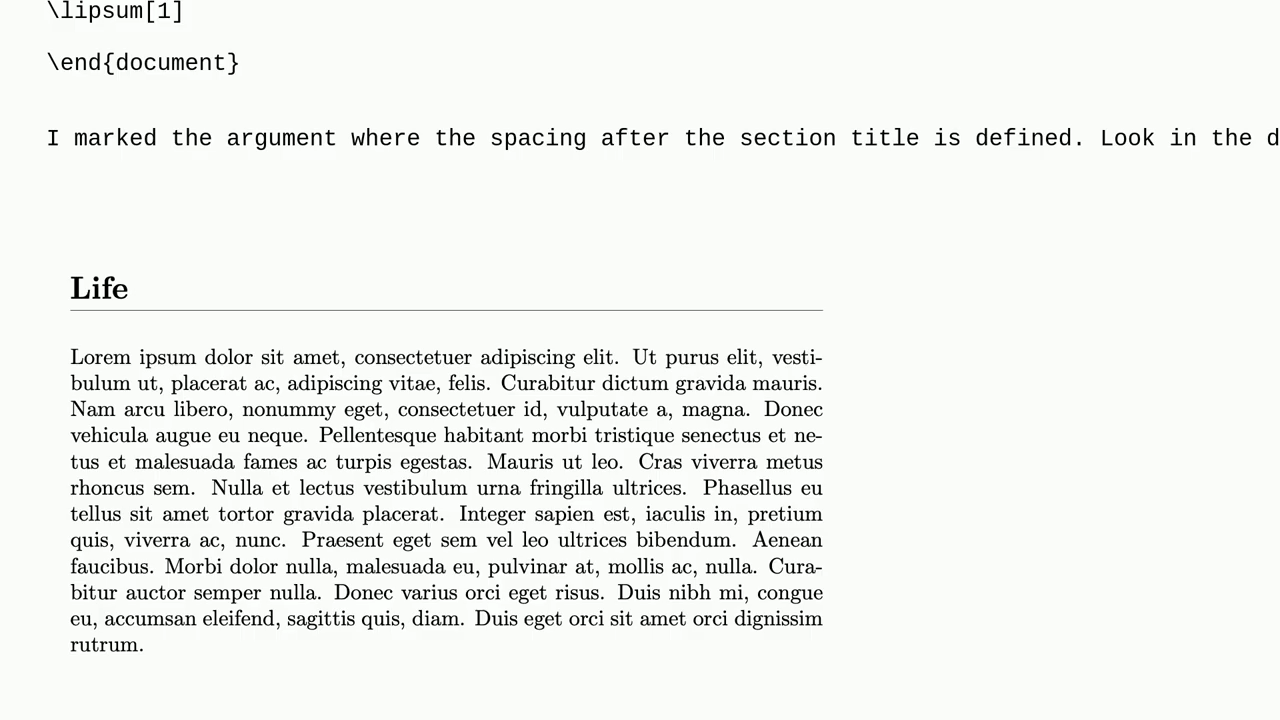 \lipsum[1]
\end{document}
I marked the argument where the spacing after the section title is defined. Look in the d
Life
Lorem ipsum dolor sit amet, consectetuer adipiscing elit. Ut purus elit, vesti-
bulum ut, placerat ac, adipiscing vitae, felis. Curabitur dictum gravida mauris.
Nam arcu libero, nonummy eget, consectetuer id, vulputate a, magna. Donec
vehicula augue eu neque. Pellentesque habitant morbi tristique senectus et ne-
tus et malesuada fames ac turpis egestas. Mauris ut leo. Cras viverra metus
rhoncus sem. Nulla et lectus vestibulum urna fringilla ultrices. Phasellus eu
tellus sit amet tortor gravida placerat. Integer sapien est, iaculis in, pretium
quis, viverra ac, nunc. Praesent eget sem vel leo ultrices bibendum. Aenean
faucibus. Morbi dolor nulla, malesuada eu, pulvinar at, mollis ac, nulla. Cura-
bitur auctor semper nulla. Donec varius orci eget risus. Duis nibh mi, congue
eu, accumsan eleifend, sagittis quis, diam. Duis eget orci sit amet orci dignissim
rutrum.